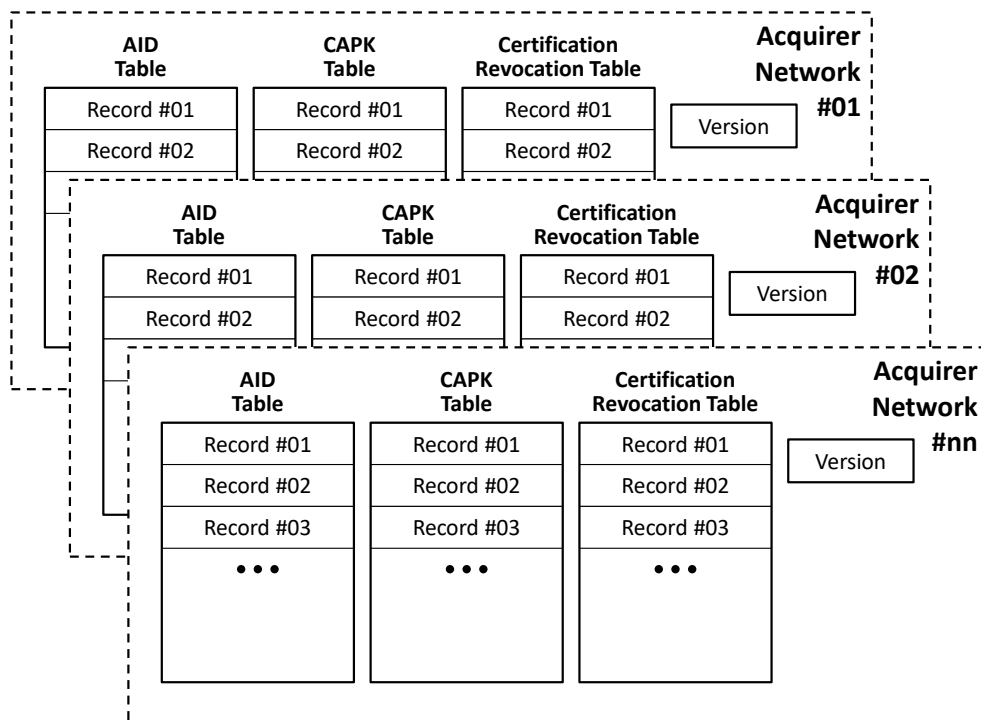 AID
Table
CAPK
Table
Certification
Revocation Table
Acquirer
Network
#01
Record #01
Record #01
Record #01
Version
Record #02
Record #02
Record #02
AID
Table
CAPK
Table
Certification
Revocation Table
Acquirer
Network
#02
Record #01
Record #01
Record #01
Version
Record #02
Record #02
Record #02
AID
Table
CAPK
Table
Certification
Revocation Table
Acquirer
Network
#nn
Record #01
Record #01
Record #01
Version
Record #02
Record #02
Record #02
Record #03
Record #03
Record #03
•••
•••
•••